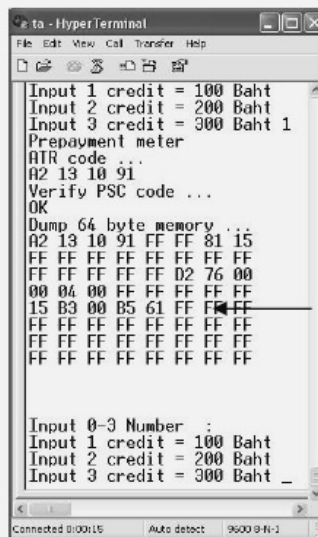 ta - HyperTerminal
File Edit View Call Transfer Help
Input 1 credit = 100 Baht
Input 2 credit = 200 Baht
Input 3 credit = 300 Baht 1
Prepayment meter
ATR code ...
A2 13 10 91
Verify PSC code ...
OK
Dump 64 byte memory ...
A2 13 10 91 FF FF 81 15
FF FF FF FF FF FF FF FF
FF FF FF FF FF D2 76 00
00 04 00 FF FF FF FF FF
15 B3 00 B5 61 FF FF
FF FF FF FF FF FF FF FF
FF FF FF FF FF FF FF FF
FF FF FF FF FF FF FF FF
Input 0-3 Number :
Input 1 credit = 100 Baht
Input 2 credit = 200 Baht
Input 3 credit = 300 Baht _
Connected 0:00:15 Auto detect 9600 8-N-1